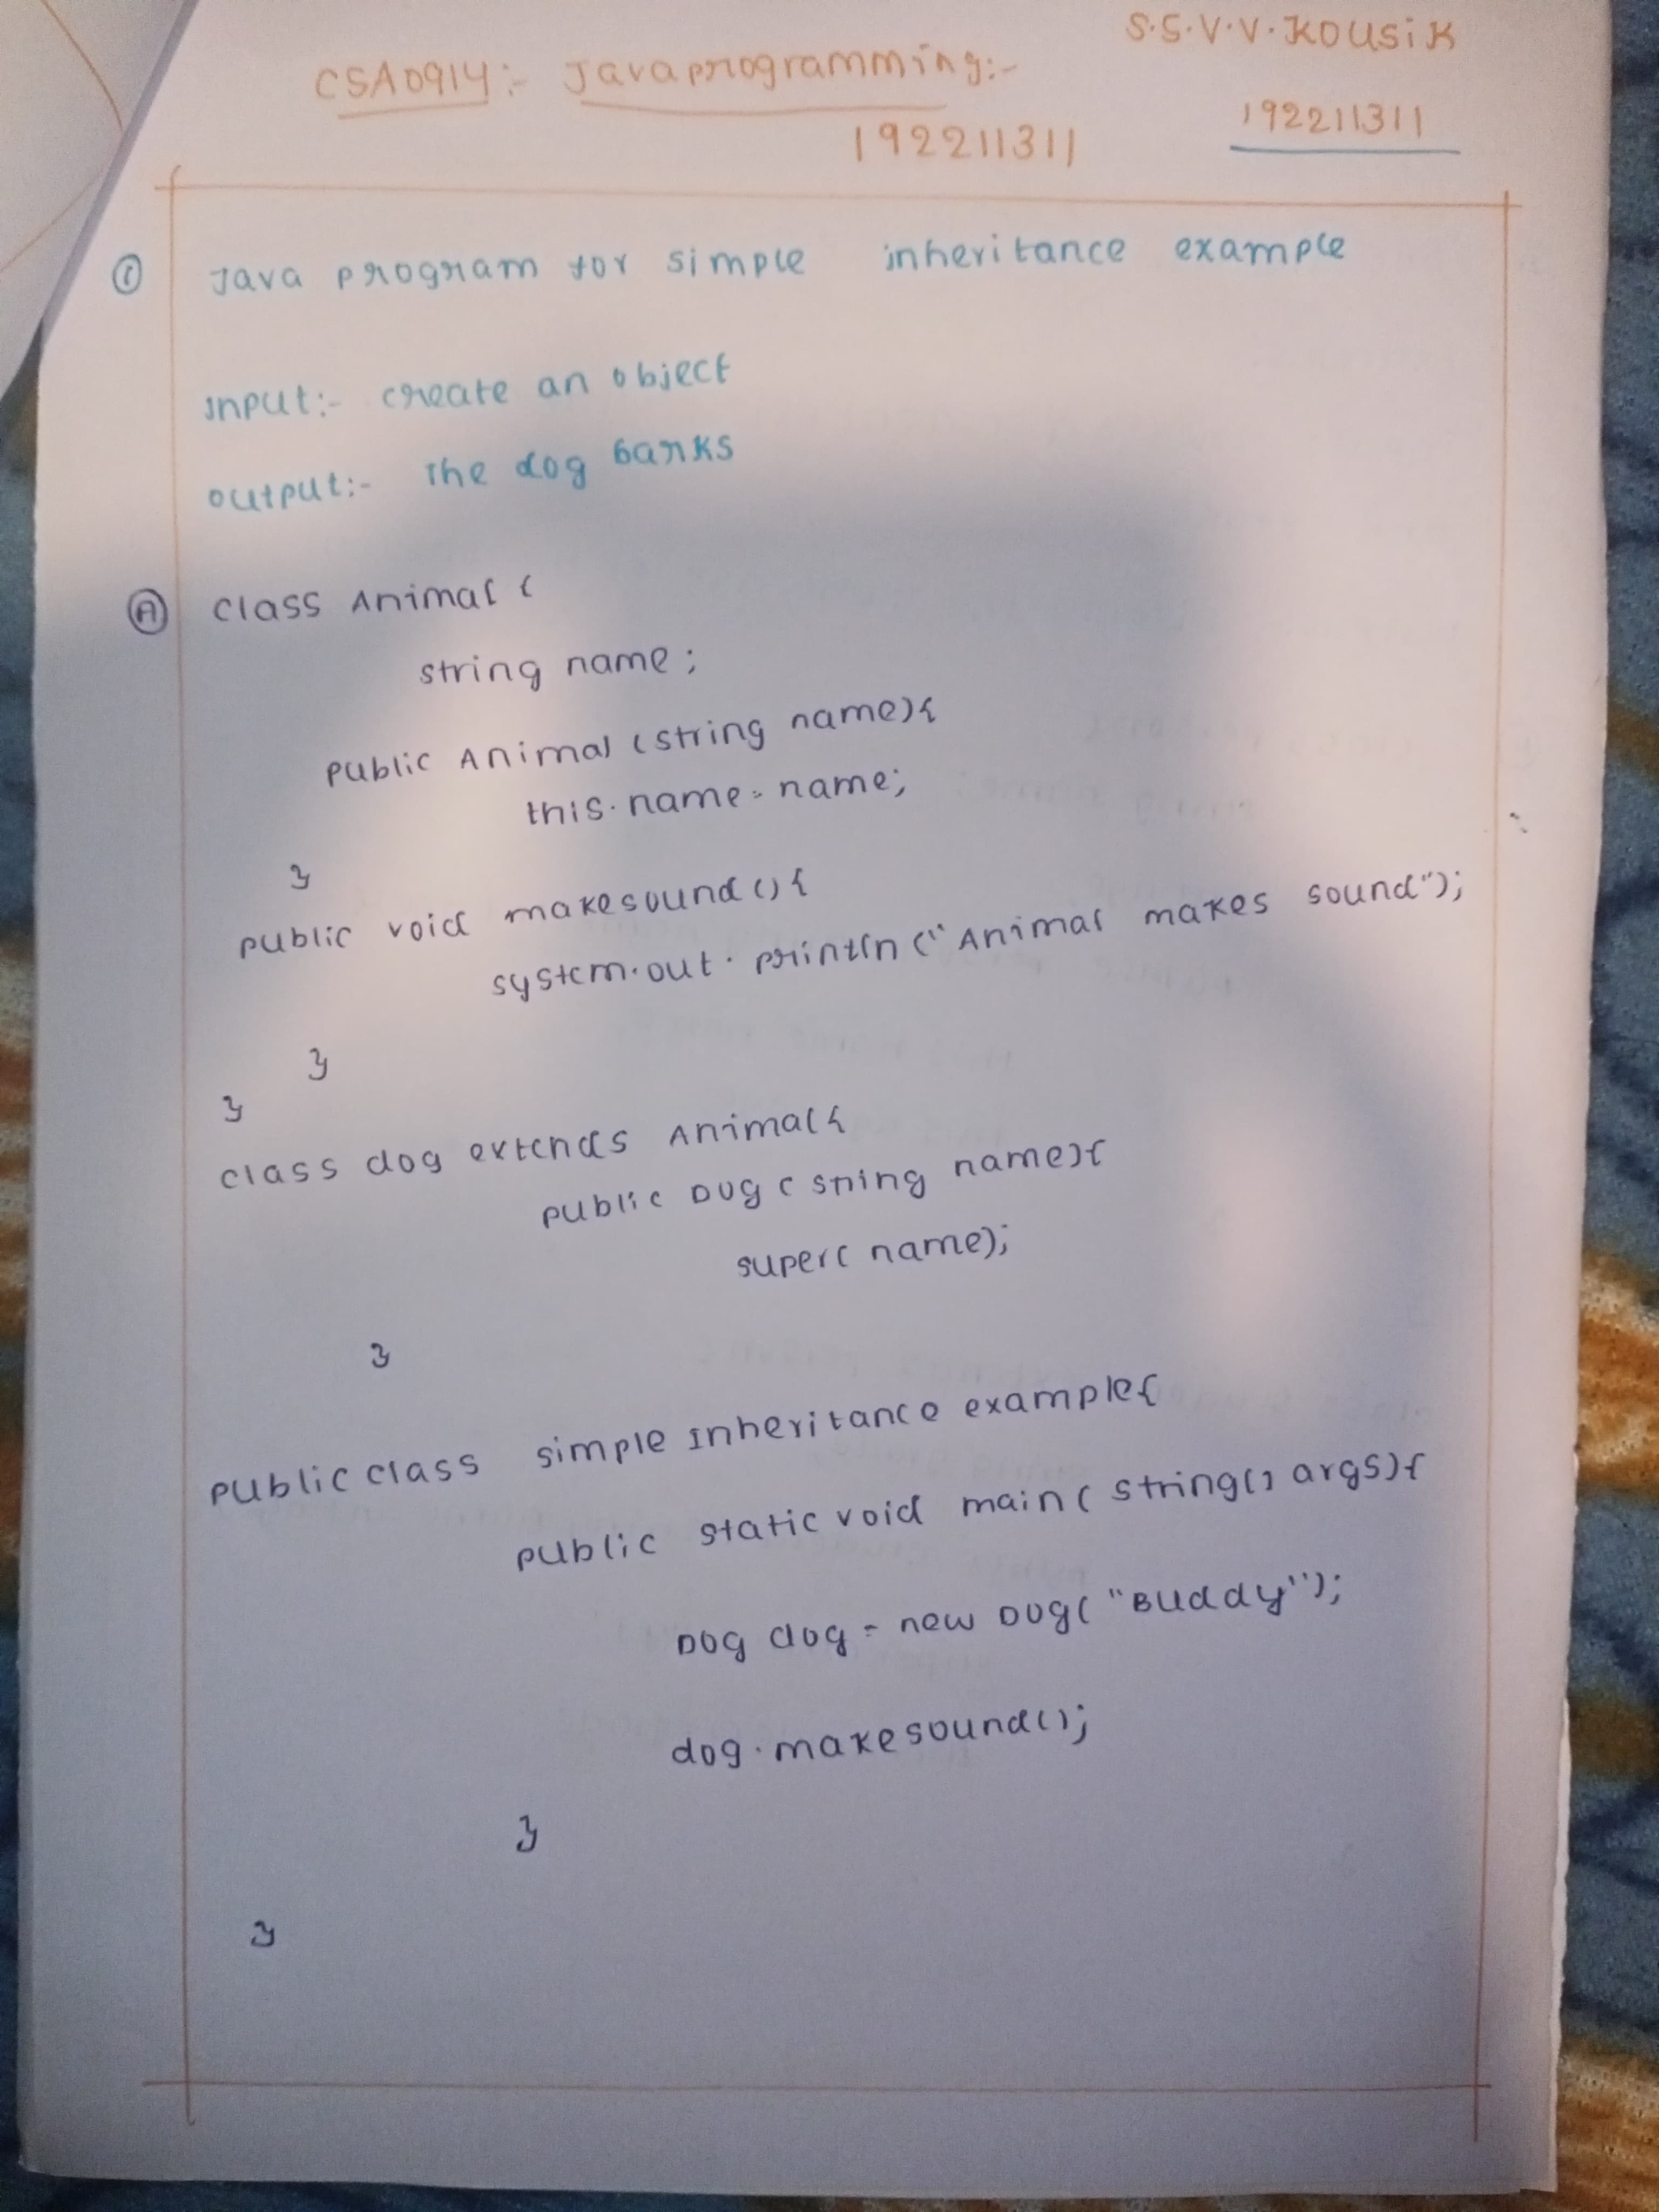 S.S.V.V.KOUSIK
CSA0914:- Java programming:-
192211311
192211311
① Java program for simple inheritance example
Input:- create an object
output:- The dog barks
Ⓐ class Animal {
string name;
public Animal (string name){
this.name=name;
}
public void makesound(){
system.out.println("Animal makes sound");
}
}
class dog extends Animal{
public Dog (string name){
super(name);
}
public class simple Inheritance example{
public static void main(string[] args){
Dog dog = new Dog("Buddy");
dog.makesound();
}
}